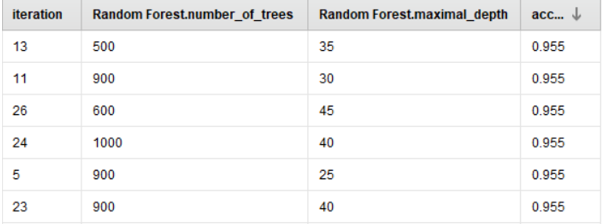 iteration Random Forest.number_of_trees Random Forest.maximal_depth acc... ↓
13 500 35 0.955
11 900 30 0.955
26 600 45 0.955
24 1000 40 0.955
5 900 25 0.955
23 900 40 0.955